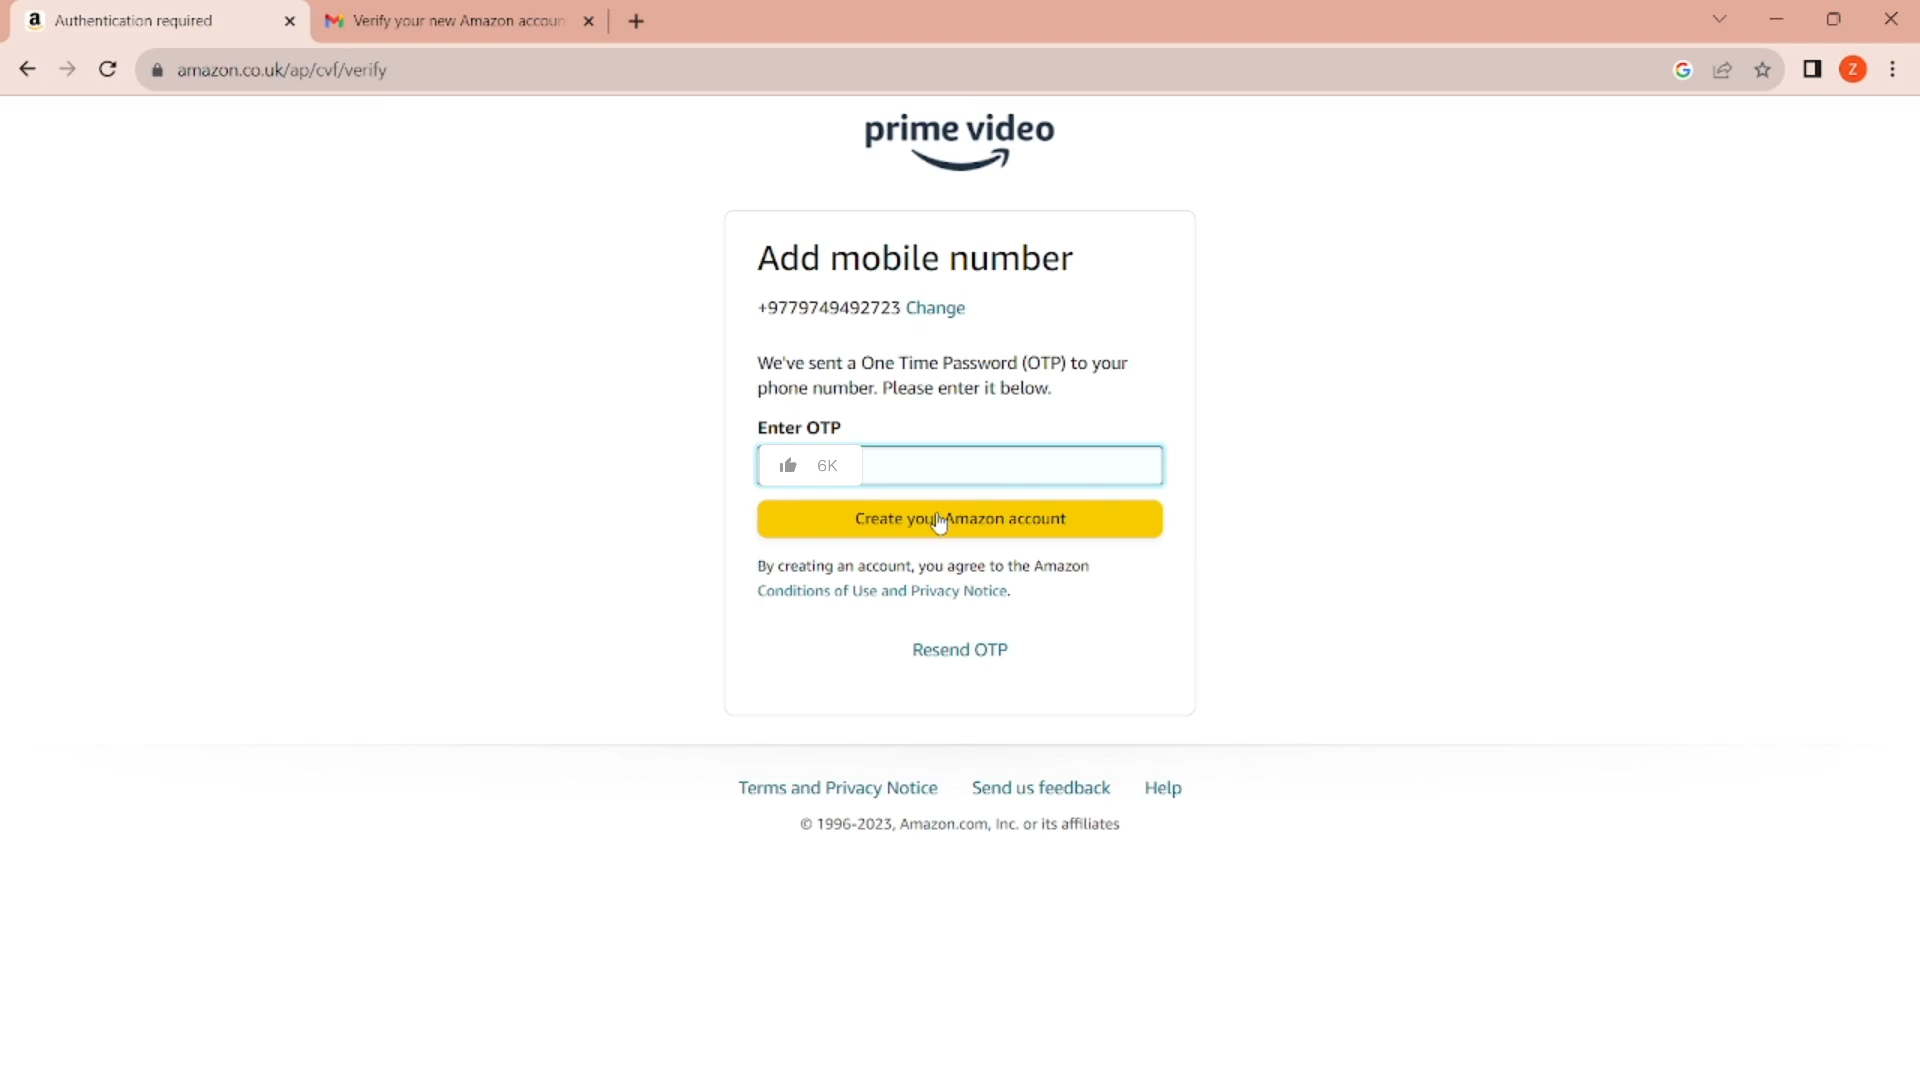 a Authentication required
Verify your new Amazon accoun
amazon.co.uk/ap/cvf/verify
Z
prime video
Add mobile number
+9779749492723 Change
We've sent a One Time Password (OTP) to your
phone number. Please enter it below.
Enter OTP
6K
Create you Amazon account
By creating an account, you agree to the Amazon
Conditions of Use and Privacy Notice.
Resend OTP
Terms and Privacy Notice Send us feedback Help
© 1996-2023, Amazon.com, Inc. or its affiliates